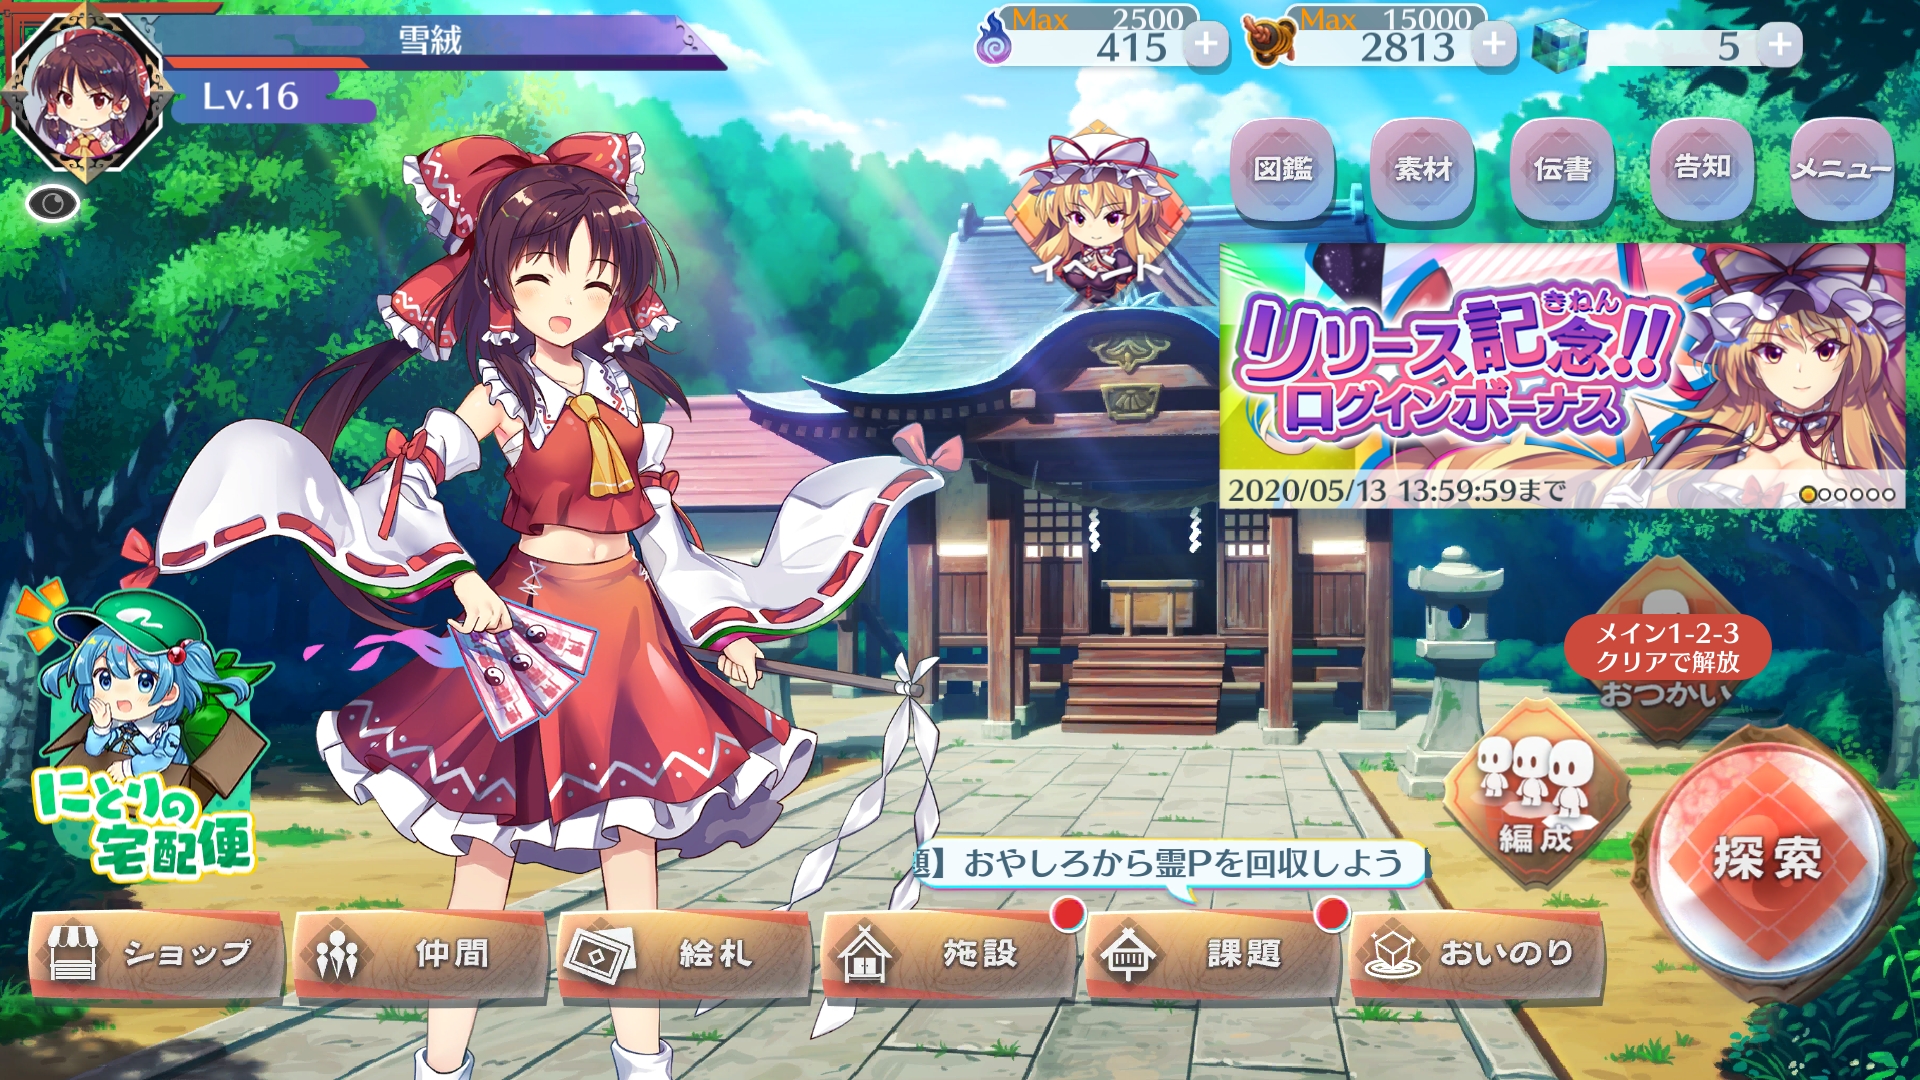 雪絨
Lv.16
Max 2500
415
Max 15000
2813
5
図鑑
素材
伝書
告知
メニュー
イベント
きねん
リリース記念!!
ログインボーナス
2020/05/13 13:59:59まで
メイン1-2-3
クリアで解放
おつかい
編成
探索
にとりの
宅配便
題】おやしろから霊Pを回収しよう
ショップ
仲間
絵札
施設
課題
おいのり